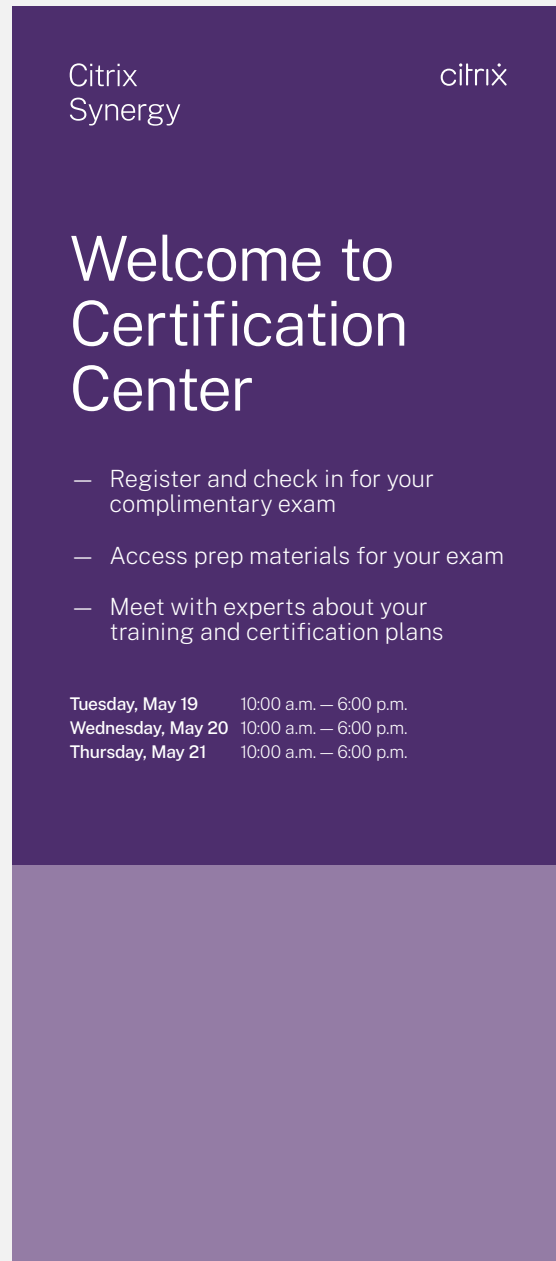 Citrix
Synergy
citrix
Welcome to
Certification
Center
— Register and check in for your
complimentary exam
— Access prep materials for your exam
— Meet with experts about your
training and certification plans
Tuesday, May 19 10:00 a.m. — 6:00 p.m.
Wednesday, May 20 10:00 a.m. — 6:00 p.m.
Thursday, May 21 10:00 a.m. — 6:00 p.m.